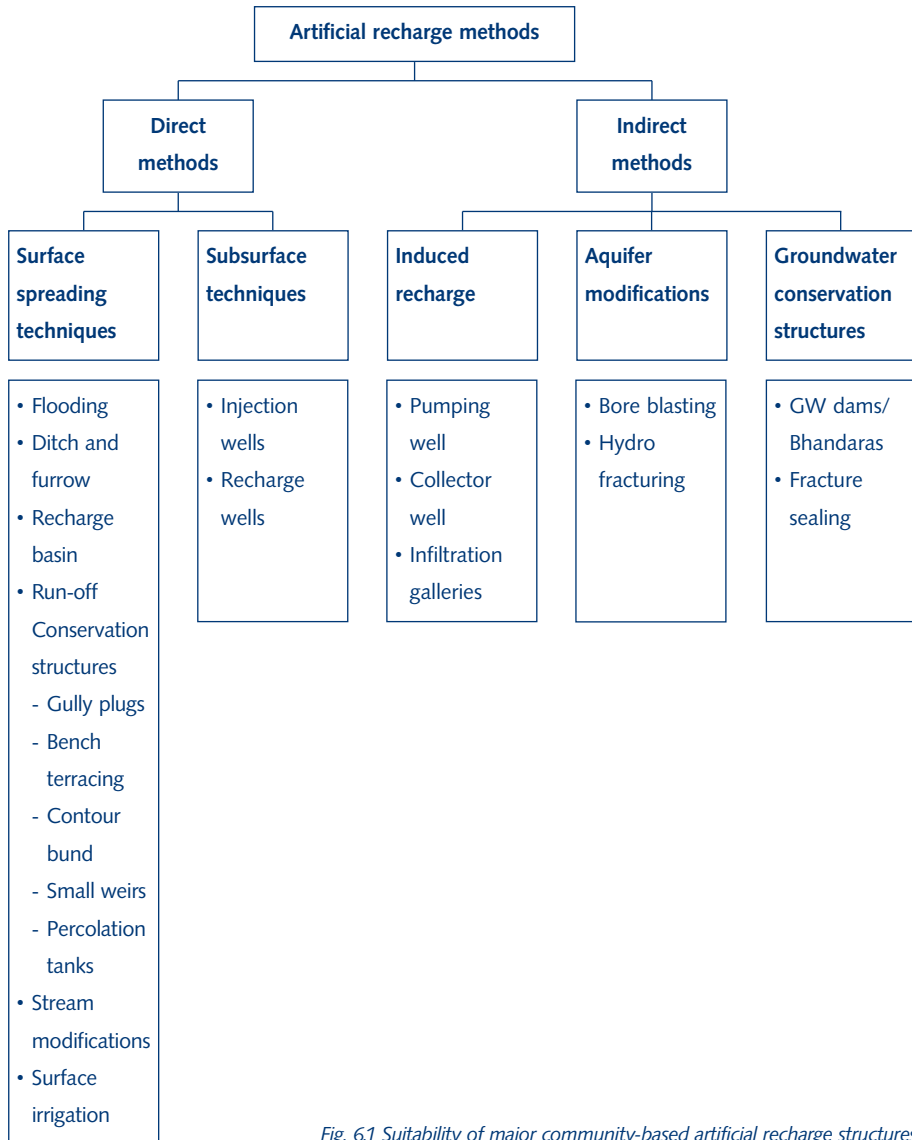 Artificial recharge methods
Direct
methods
Indirect
methods
Surface
spreading
techniques
Subsurface
techniques
Induced
recharge
Aquifer
modifications
Groundwater
conservation
structures
• Flooding
• Ditch and
furrow
• Recharge
basin
• Run-off
Conservation
structures
- Gully plugs
- Bench
terracing
- Contour
bund
- Small weirs
- Percolation
tanks
• Stream
modifications
• Surface
irrigation
• Injection
wells
• Recharge
wells
• Pumping
well
• Collector
well
• Infiltration
galleries
• Bore blasting
• Hydro
fracturing
• GW dams/
Bhandaras
• Fracture
sealing
Fig. 6.1 Suitability of major community-based artificial recharge structures